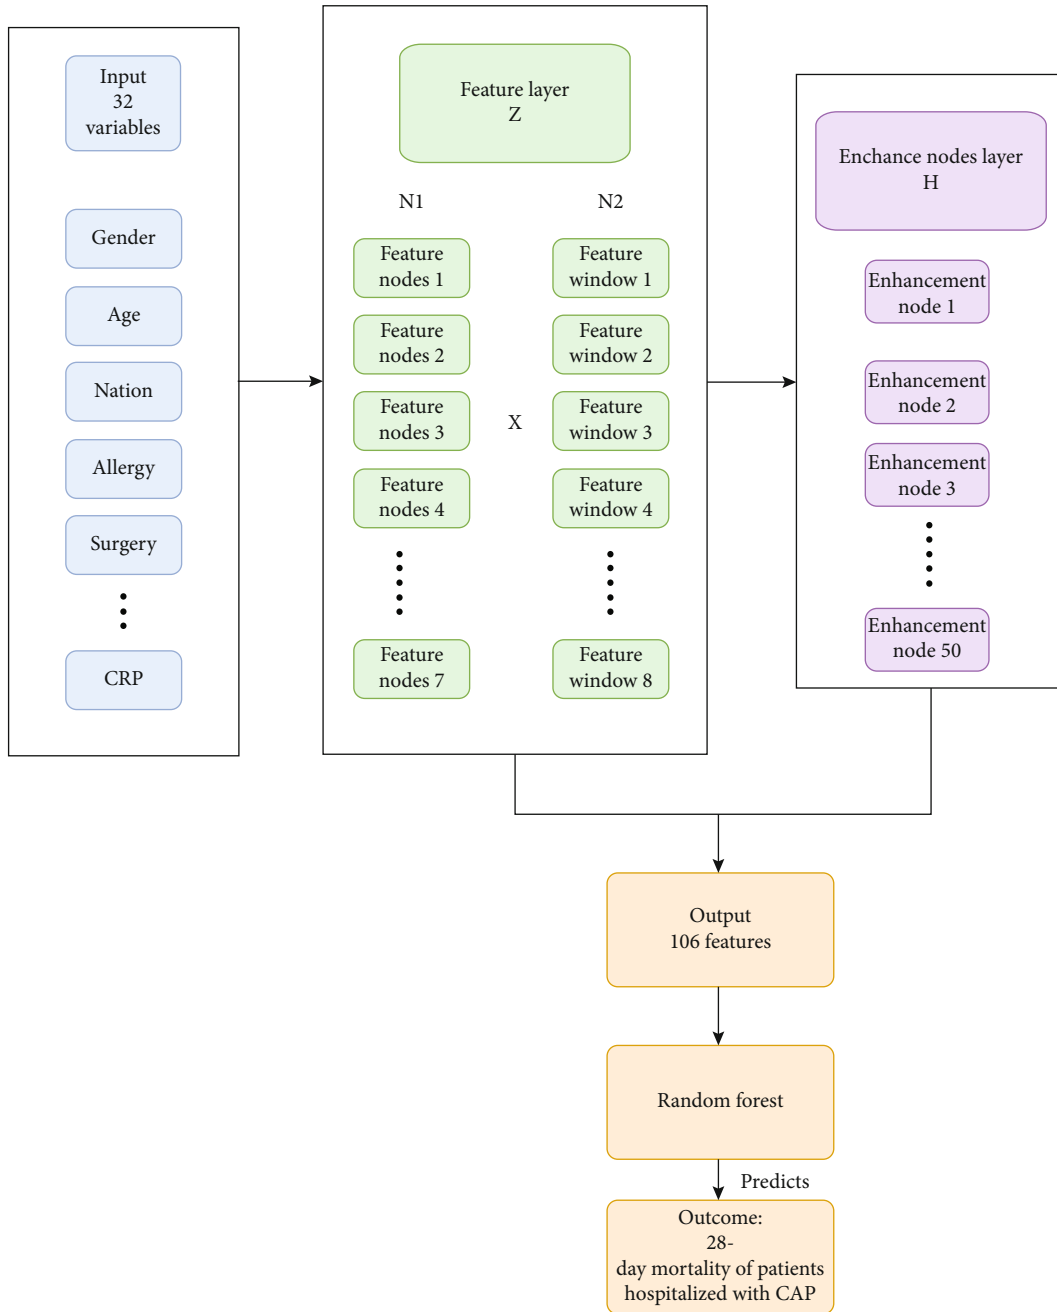 Input
32
variables
Gender
Age
Nation
Allergy
Surgery
CRP
Feature layer
Z
N1
N2
Feature
nodes 1
Feature
window 1
Feature
nodes 2
Feature
window 2
Feature
nodes 3
X
Feature
window 3
Feature
nodes 4
Feature
window 4
Feature
nodes 7
Feature
window 8
Enchance nodes layer
H
Enhancement
node 1
Enhancement
node 2
Enhancement
node 3
Enhancement
node 50
Output
106 features
Random forest
Predicts
Outcome:
28-
day mortality of patients
hospitalized with CAP